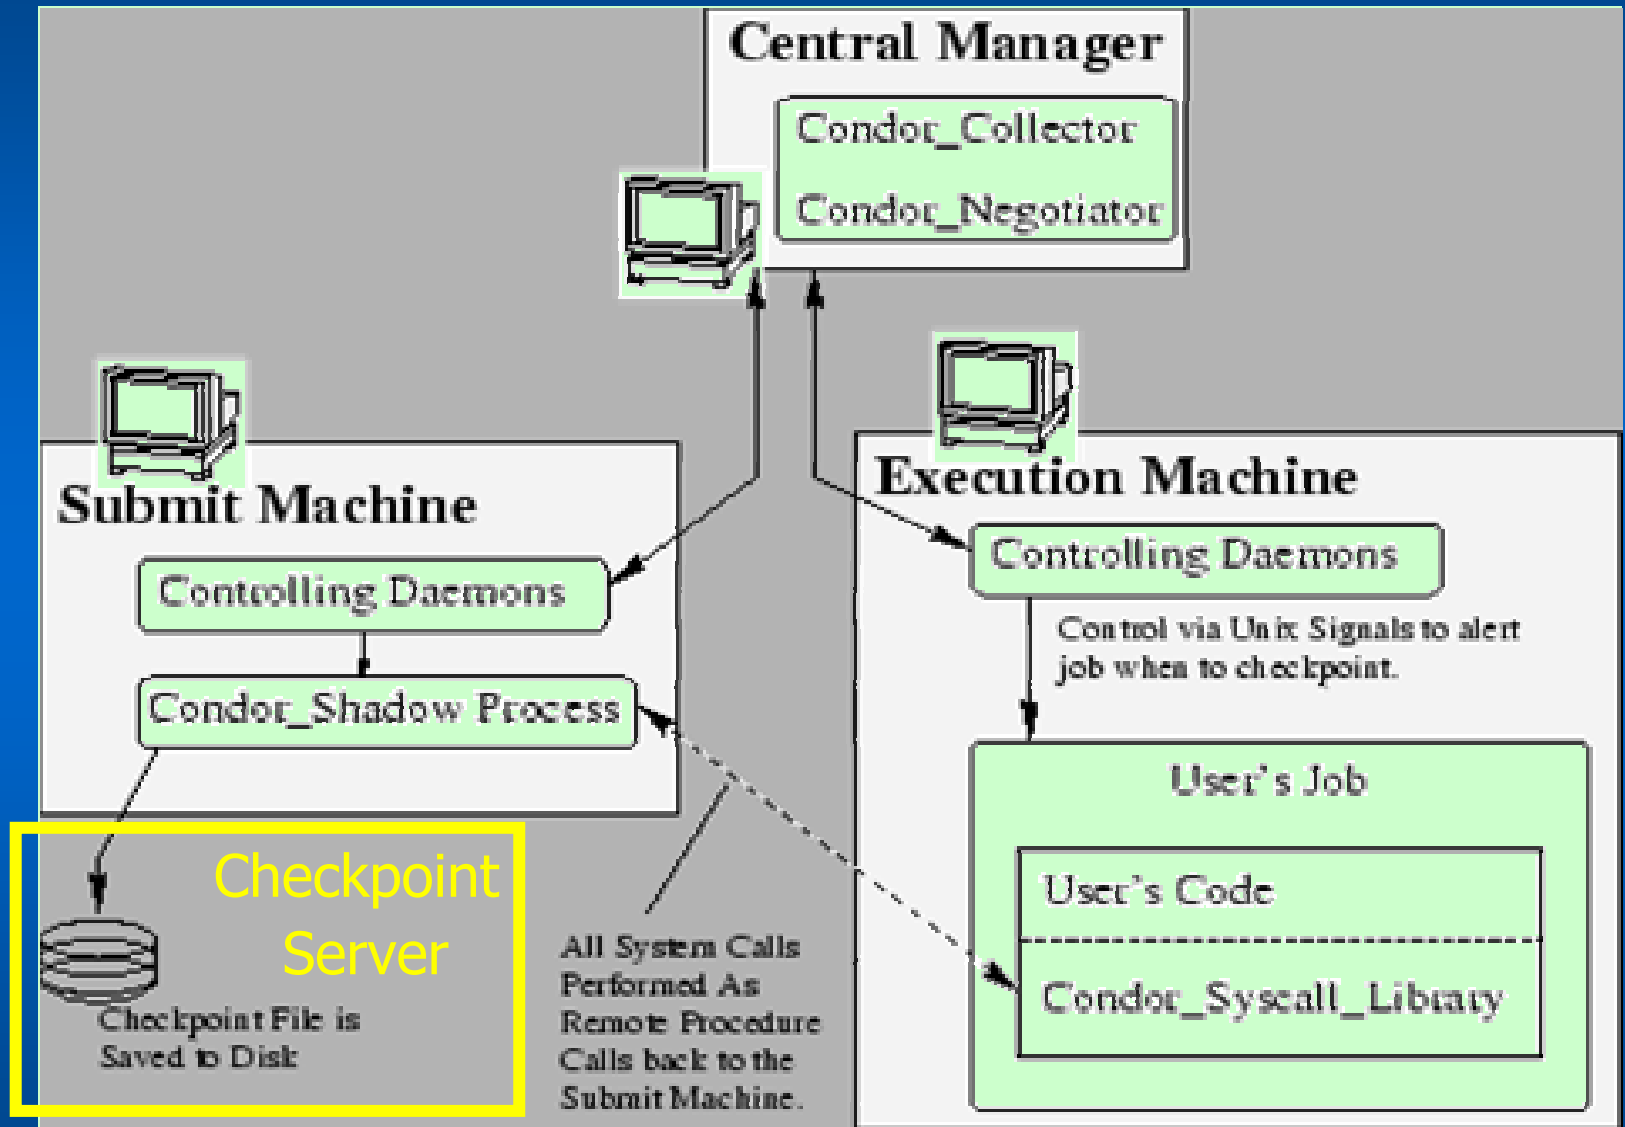 Central Manager
Condor_Collector
Condor_Negotiator
Submit Machine
Controlling Daemons
Condor_Shadow Process
Execution Machine
Controlling Daemons
Control via Unix Signals to alert
job when to checkpoint.
User's Job
User's Code
Condor_Syscall_Library
Checkpoint
Server
Checkpoint File is
Saved to Disk
All System Calls
Performed As
Remote Procedure
Calls back to the
Submit Machine.